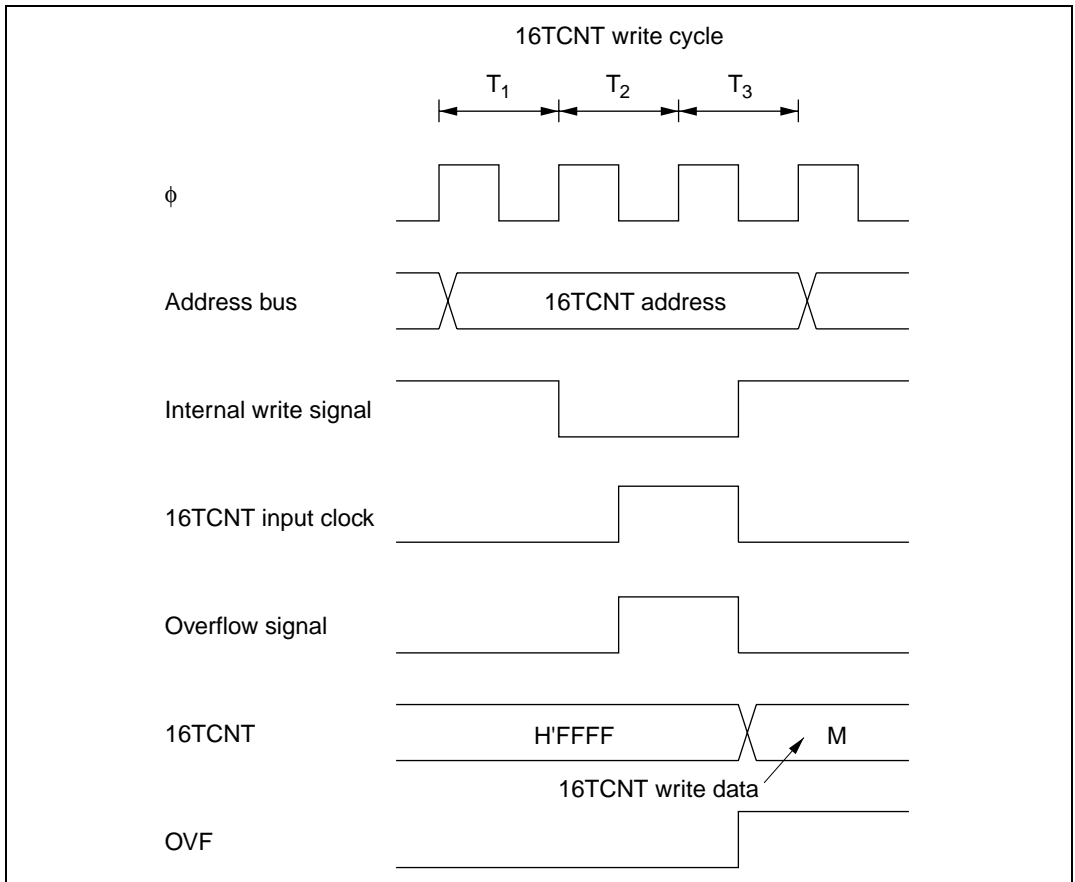 16TCNT write cycle
T1 T2 T3
φ
Address bus
16TCNT address
Internal write signal
16TCNT input clock
Overflow signal
16TCNT
H'FFFF
M
16TCNT write data
OVF